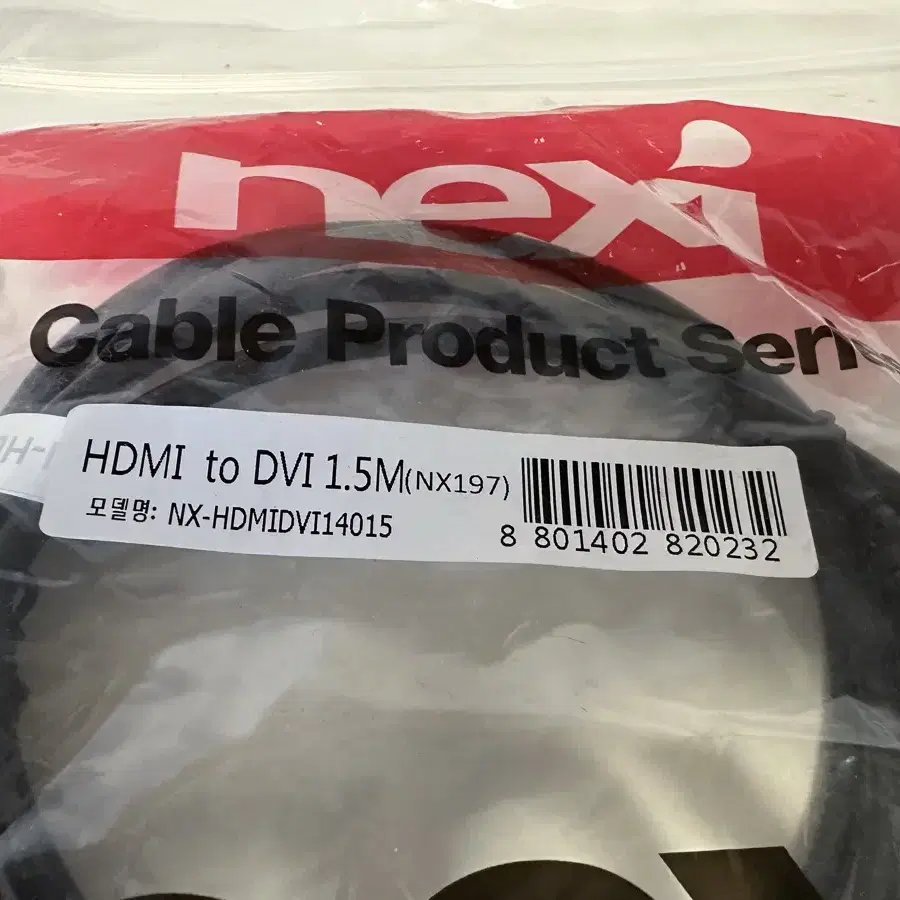 nexi
Cable Product Seri
HDMI to DVI 1.5M(NX197)
모델명: NX-HDMIDVI14015
8 801402 820232